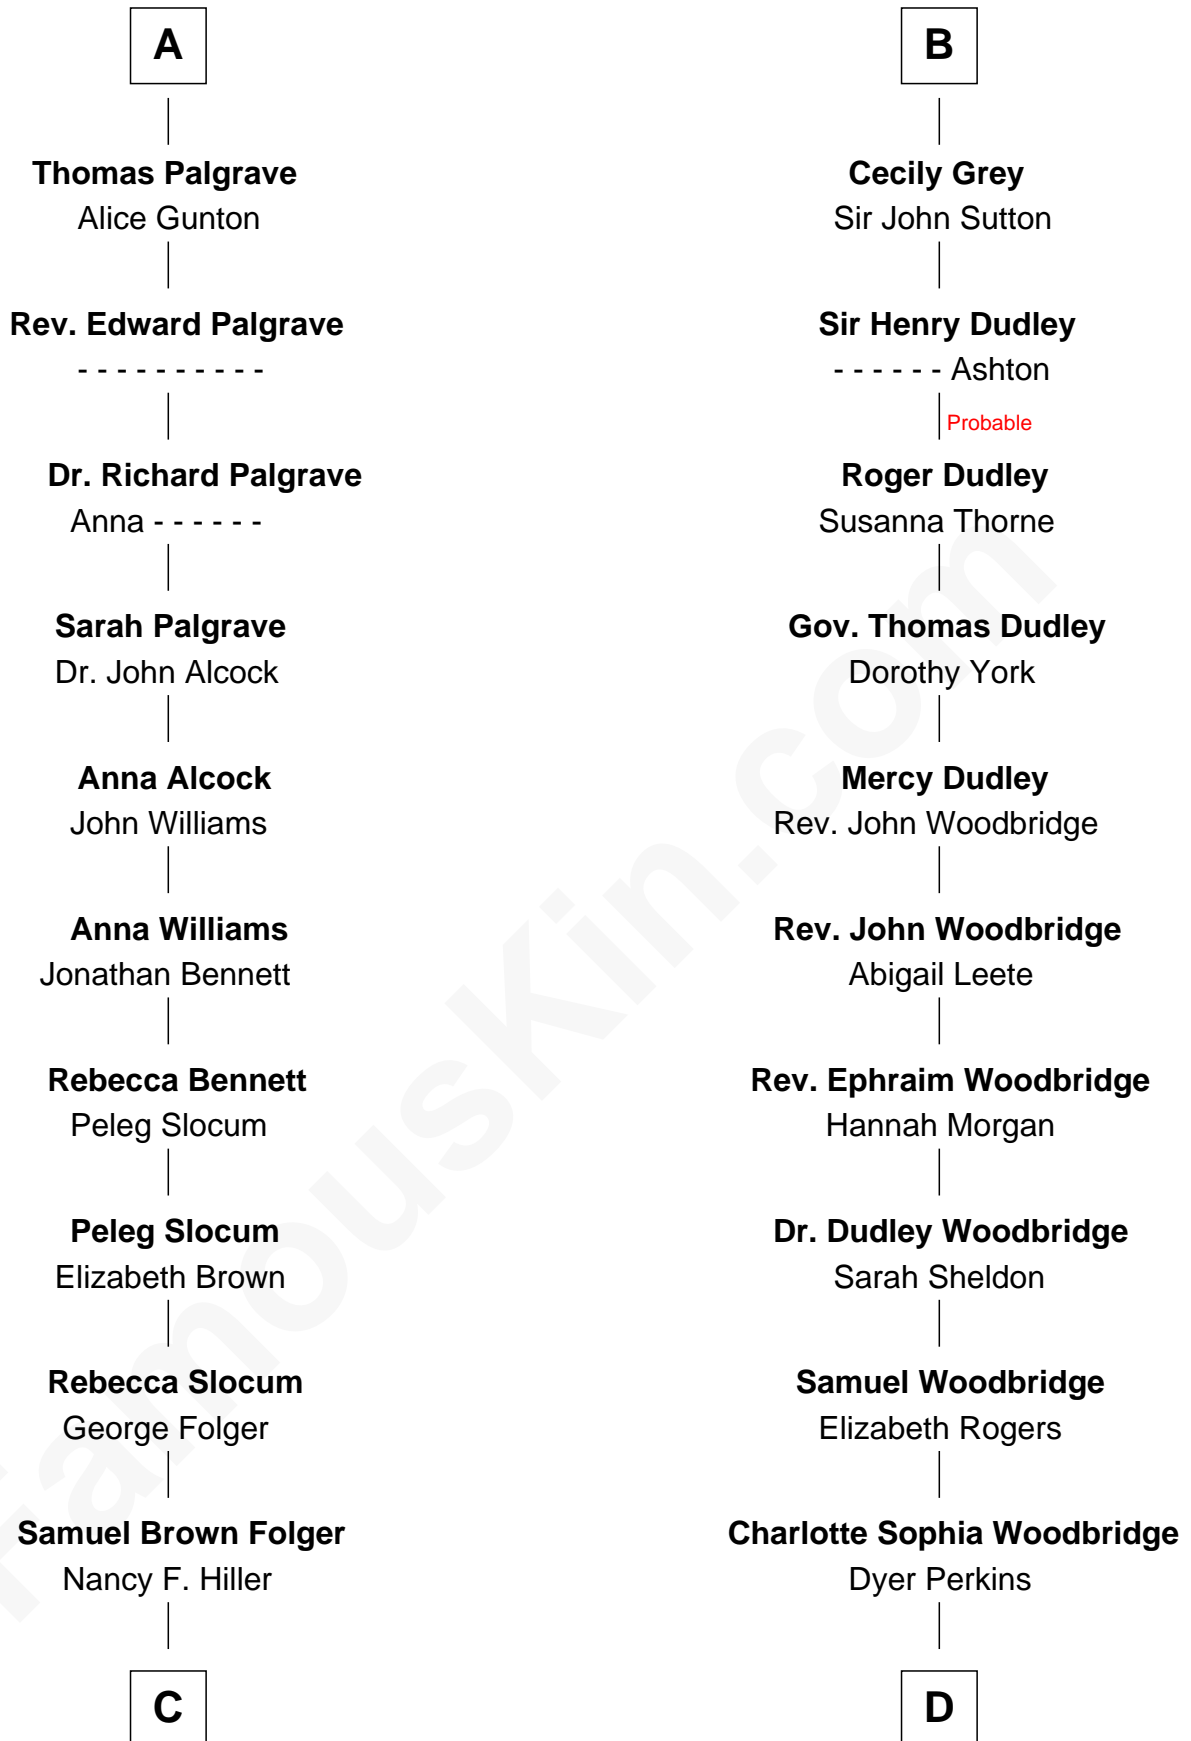 A
Thomas Palgrave
Alice Gunton
Rev. Edward Palgrave
- - - - - - - - - -
Dr. Richard Palgrave
Anna - - - - - -
Sarah Palgrave
Dr. John Alcock
Anna Alcock
John Williams
Anna Williams
Jonathan Bennett
Rebecca Bennett
Peleg Slocum
Peleg Slocum
Elizabeth Brown
Rebecca Slocum
George Folger
Samuel Brown Folger
Nancy F. Hiller
C
B
Cecily Grey
Sir John Sutton
Sir Henry Dudley
- - - - - - Ashton
Probable
Roger Dudley
Susanna Thorne
Gov. Thomas Dudley
Dorothy York
Mercy Dudley
Rev. John Woodbridge
Rev. John Woodbridge
Abigail Leete
Rev. Ephraim Woodbridge
Hannah Morgan
Dr. Dudley Woodbridge
Sarah Sheldon
Samuel Woodbridge
Elizabeth Rogers
Charlotte Sophia Woodbridge
Dyer Perkins
D
FamousKin.com